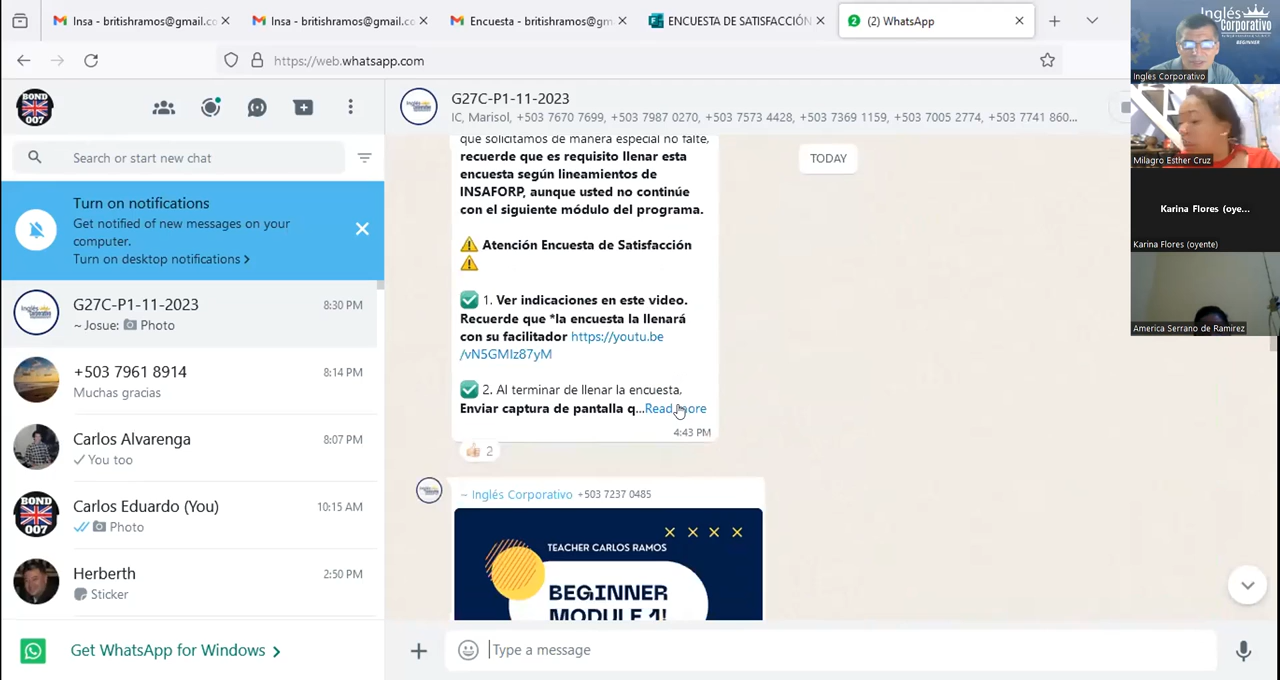 Insa - britishramos@gmail.co
Insa - britishramos@gmail.co
Encuesta - britishramos@gm
ENCUESTA DE SATISFACCIÓN
(2) WhatsApp
https://web.whatsapp.com
BOND
007
Search or start new chat
Turn on notifications
Get notified of new messages on your
computer.
Turn on desktop notifications >
G27C-P1-11-2023
8:30 PM
~ Josue: Photo
+503 7961 8914
8:14 PM
Muchas gracias
Carlos Alvarenga
8:07 PM
You too
BOND
007
Carlos Eduardo (You)
10:15 AM
Photo
Herberth
2:50 PM
Sticker
Get WhatsApp for Windows >
G27C-P1-11-2023
IC, Marisol, +503 7670 7699, +503 7987 0270, +503 7573 4428, +503 7369 1159, +503 7005 2774, +503 7741 860...
TODAY
que solicitamos de manera especial no falte,
recuerde que es requisito llenar esta
encuesta según lineamientos de
INSAFORP, aunque usted no continúe
con el siguiente módulo del programa.
Atención Encuesta de Satisfacción
1. Ver indicaciones en este video.
Recuerde que *la encuesta la llenará
con su facilitador https://youtu.be
/vN5GMIz87yM
2. Al terminar de llenar la encuesta,
Enviar captura de pantalla q...Read more
4:43 PM
2
~ Inglés Corporativo +503 7237 0485
TEACHER CARLOS RAMOS
BEGINNER
MODULE 1!
Type a message
Inglés
Corporativo
BEGINNER
Ingles Corporativo
Milagro Esther Cruz
Karina Flores (oye...
Karina Flores (oyente)
America Serrano de Ramirez